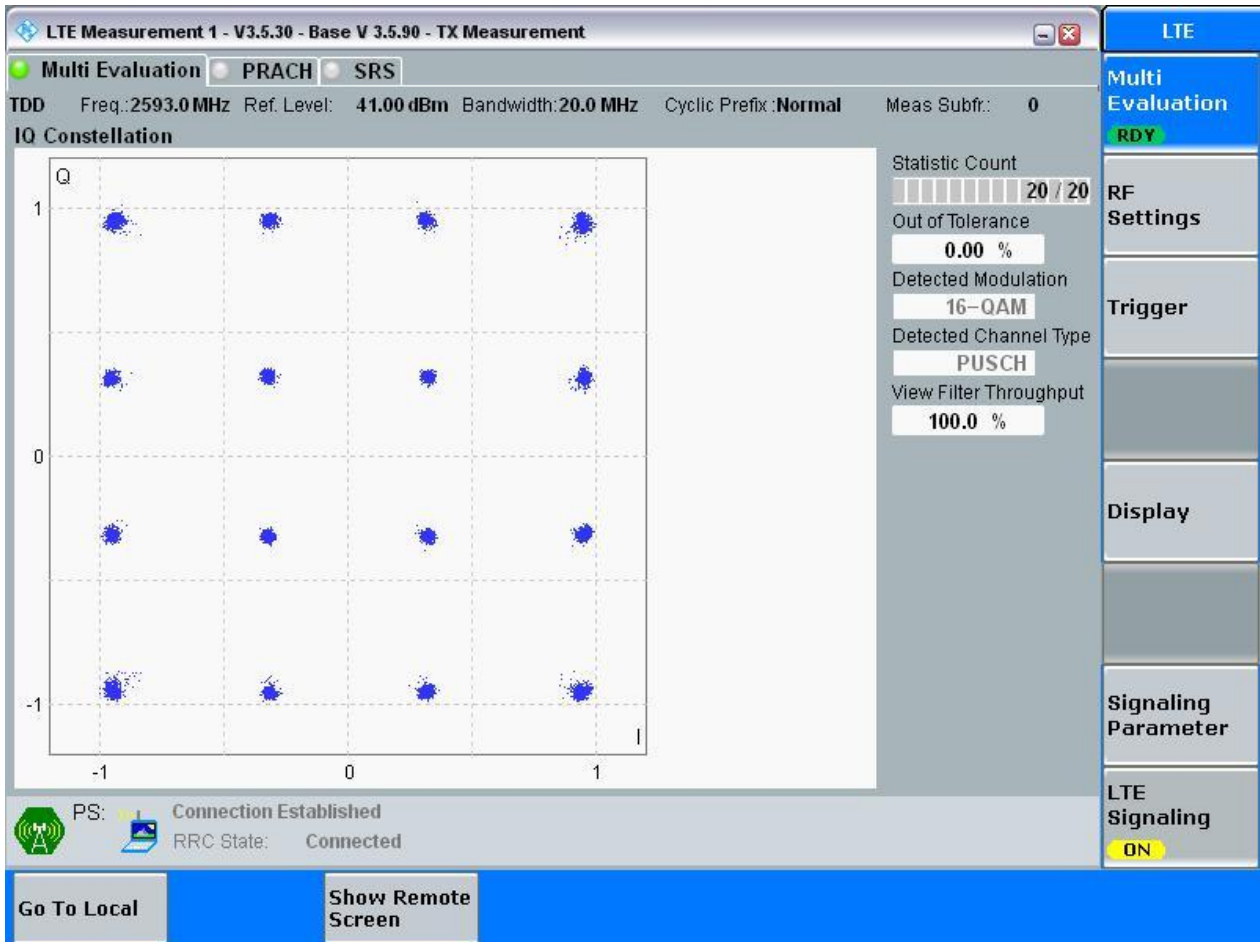 LTE Measurement 1 - V3.5.30 - Base V 3.5.90 - TX Measurement
LTE
Multi Evaluation PRACH SRS
TDD Freq.:2593.0 MHz Ref. Level: 41.00 dBm Bandwidth:20.0 MHz Cyclic Prefix :Normal Meas Subfr.: 0
IQ Constellation
Q
1
0
-1
I
-1 0 1
Statistic Count
20 / 20
Out of Tolerance
0.00 %
Detected Modulation
16-QAM
Detected Channel Type
PUSCH
View Filter Throughput
100.0 %
Multi
Evaluation
RDY
RF
Settings
Trigger
Display
Signaling
Parameter
LTE
Signaling
ON
PS: Connection Established
RRC State: Connected
Go To Local
Show Remote
Screen